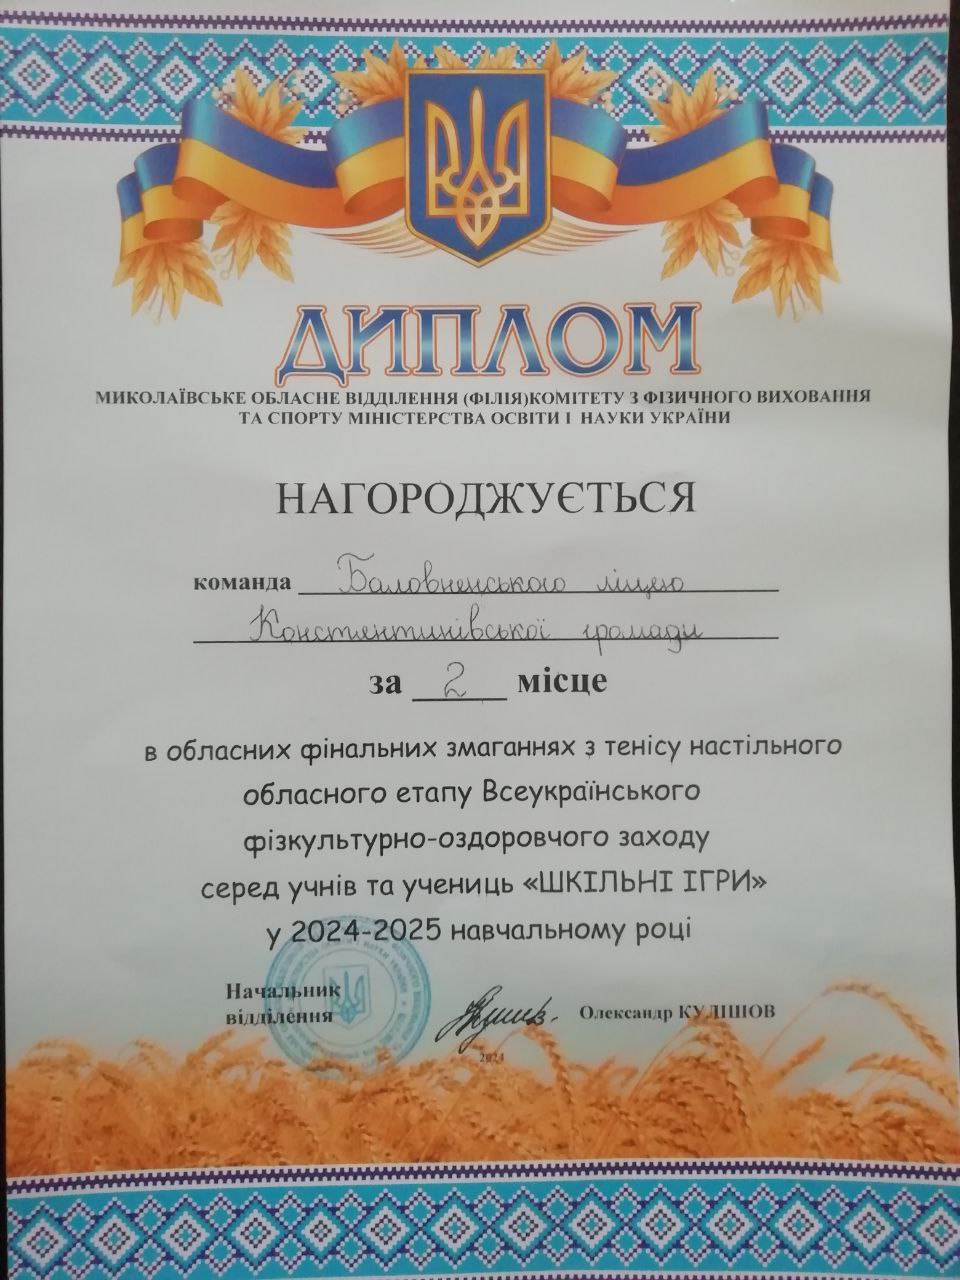 ДИПЛОМ
МИКОЛАЇВСЬКЕ ОБЛАСНЕ ВІДДІЛЕННЯ (ФІЛІЯ)КОМІТЕТУ З ФІЗИЧНОГО ВИХОВАННЯ
ТА СПОРТУ МІНІСТЕРСТВА ОСВІТИ І НАУКИ УКРАЇНИ
НАГОРОДЖУЄТЬСЯ
команда Баловненського ліцею
Костянтинівської громади
за 2 місце
в обласних фінальних змаганнях з тенісу настільного
обласного етапу Всеукраїнського
фізкультурно-оздоровчого заходу
серед учнів та учениць «ШКІЛЬНІ ІГРИ»
у 2024-2025 навчальному році
Начальник
відділення Олександр КУЛІШОВ
2024